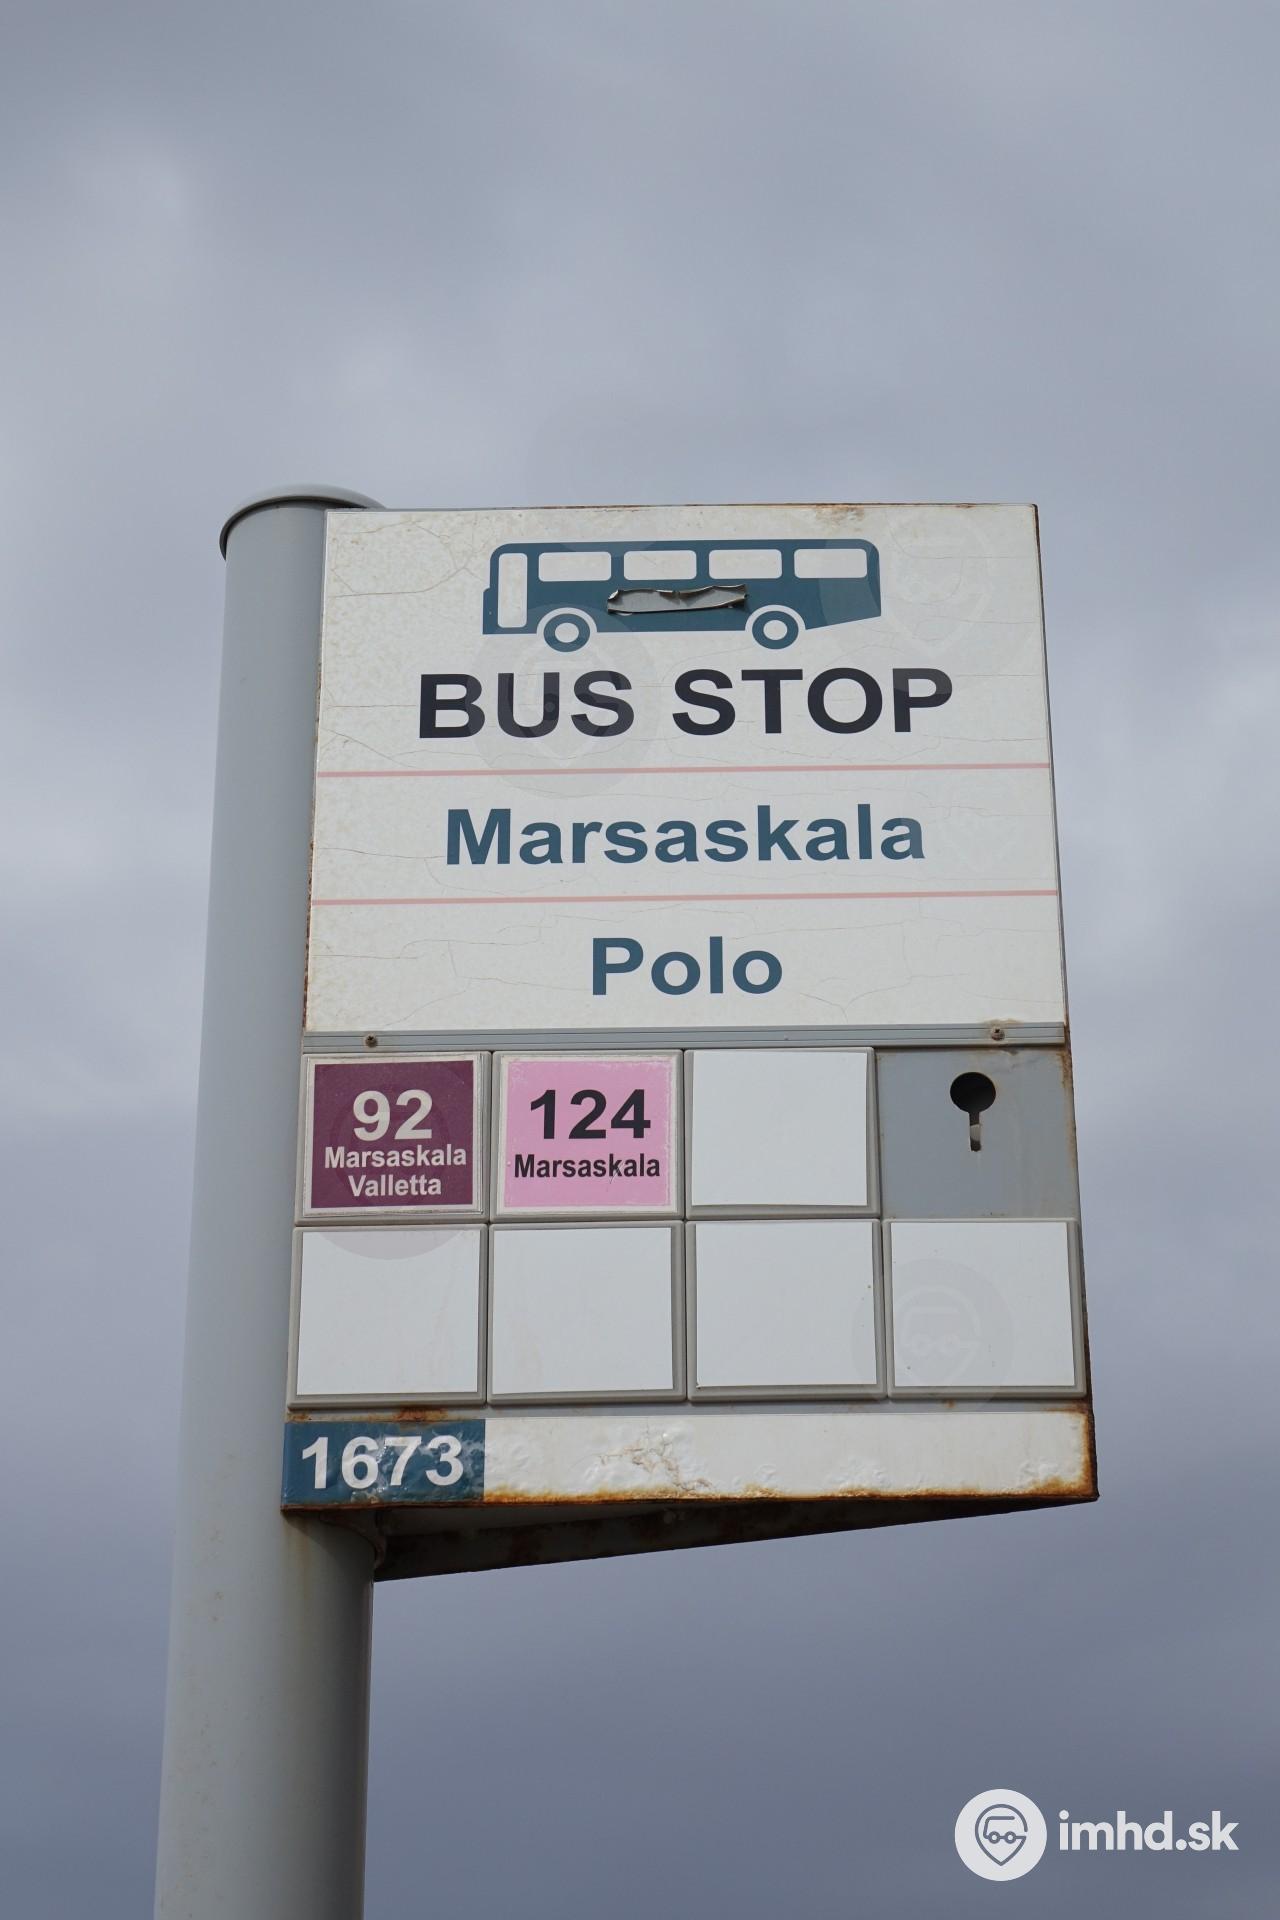 BUS STOP
Marsaskala
Polo
92
Marsaskala
Valletta
124
Marsaskala
1673
imhd.sk